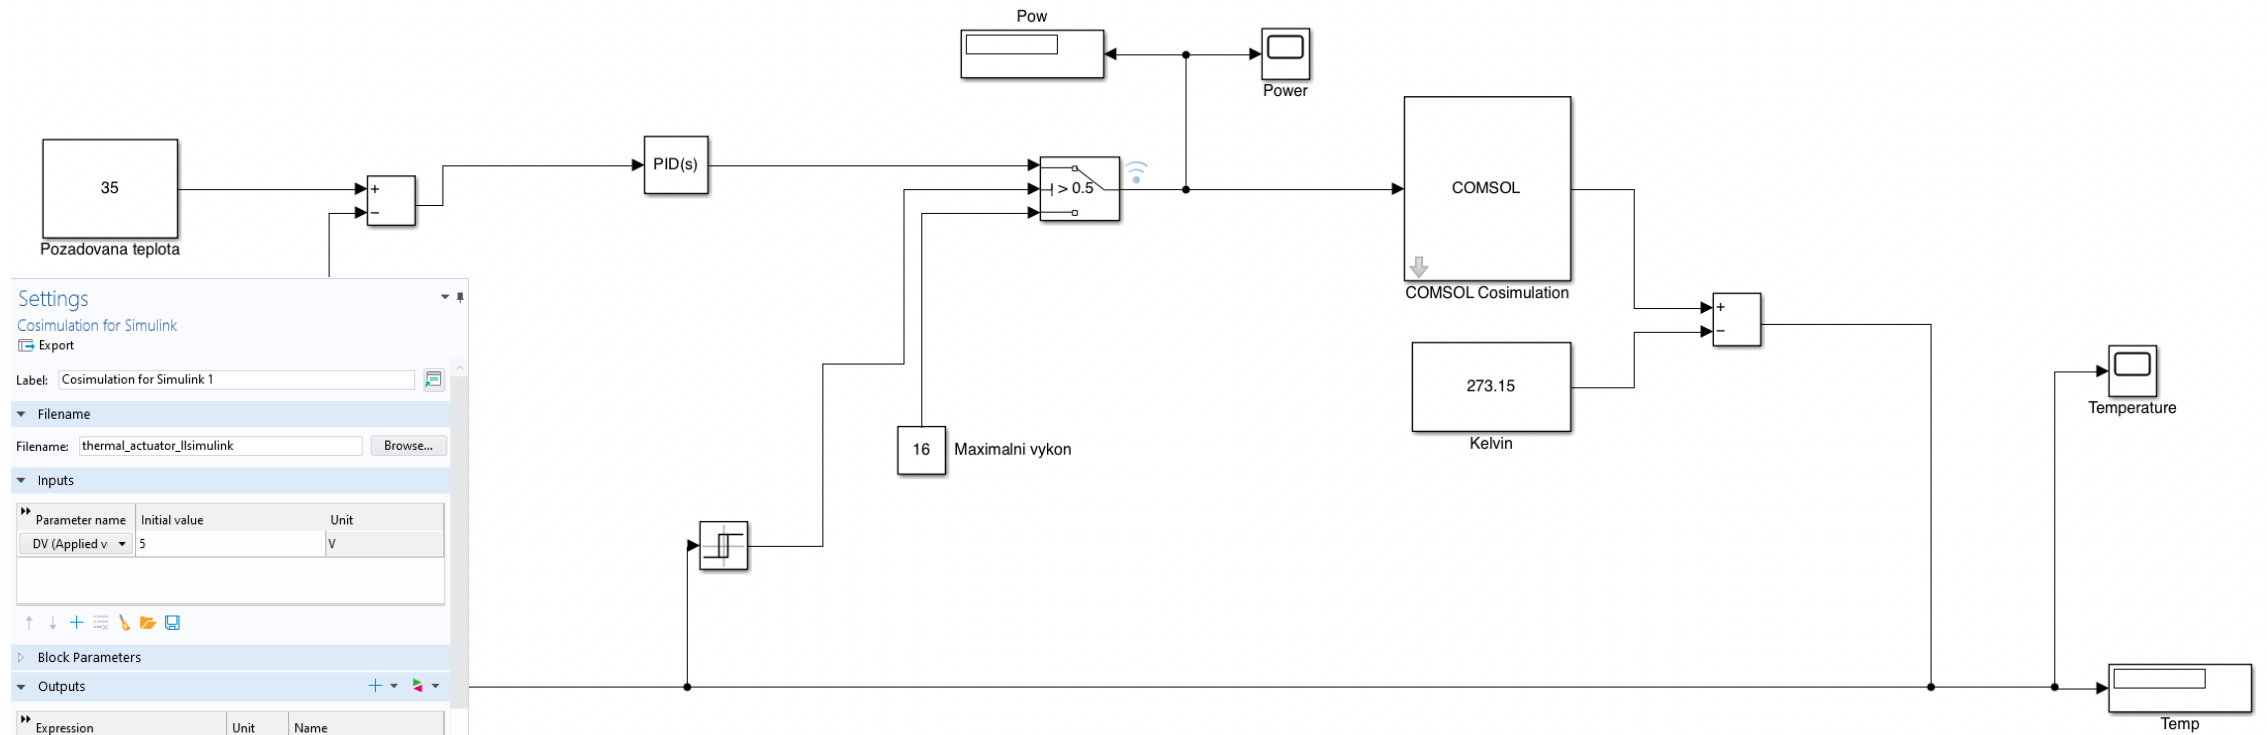 Pow
Power
35
Pozadovana teplota
+
−
PID(s)
> 0.5
COMSOL
COMSOL Cosimulation
+
−
273.15
Kelvin
16
Maximalni vykon
Temperature
Temp
Settings
Cosimulation for Simulink
Export
Label: Cosimulation for Simulink 1
Filename
Filename: thermal_actuator_llsimulink Browse...
Inputs
Parameter name Initial value Unit
DV (Applied v 5 V
Block Parameters
Outputs
Expression Unit Name